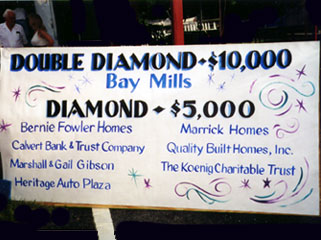 DOUBLE DIAMOND-$10,000
Bay Mills
DIAMOND - $5,000
Bernie Fowler Homes
Calvert Bank & Trust Company
Marshall & Gail Gibson
Heritage Auto Plaza
Marrick Homes
Quality Built Homes, Inc.
The Koenig Charitable Trust